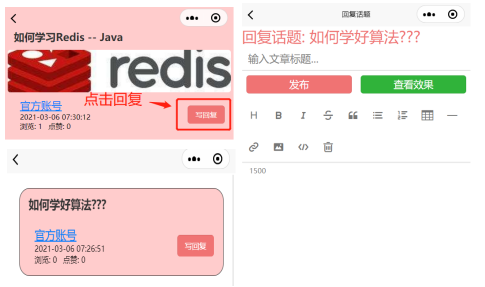 如何学习Redis -- Java
redis
官方账号
点击回复
2021-03-06 07:30:12
浏览: 1 点赞: 0
写回复
如何学好算法???
官方账号
2021-03-06 07:26:51
浏览: 0 点赞: 0
写回复
回复话题
回复话题: 如何学好算法???
输入文章标题...
发布
查看效果
H B I S
1500